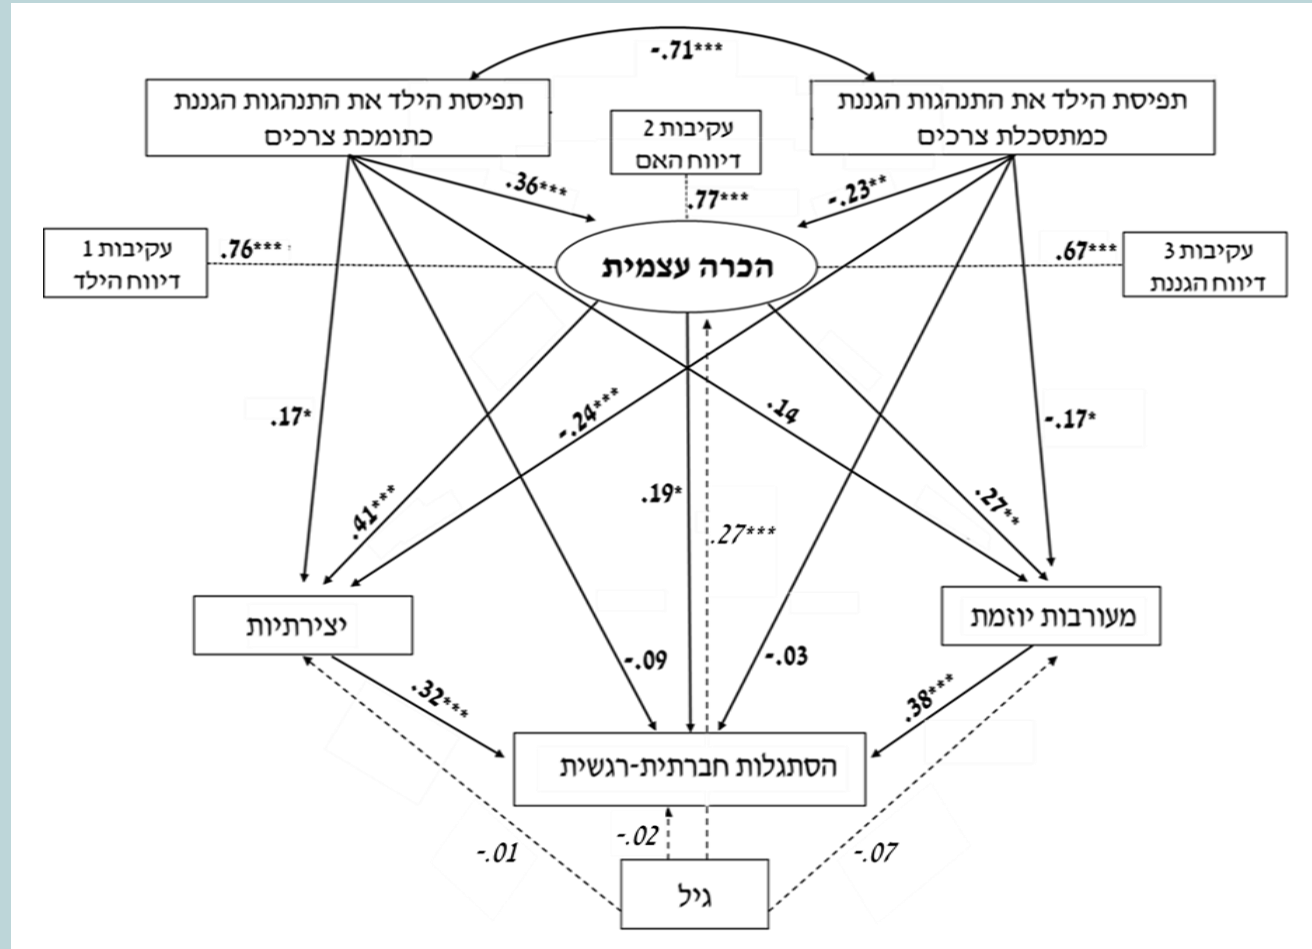 -.71***
תפיסת הילד את התנהגות הגננת
כתומכת צרכים
תפיסת הילד את התנהגות הגננת
כמתסכלת צרכים
עקיבות 2
דיווח האם
.36***
.77***
-.23**
עקיבות 1
דיווח הילד
.76***
הכרה עצמית
.67***
עקיבות 3
דיווח הגננת
.17*
-.24***
.14
-.17*
.41***
.19*
.27***
.27**
יצירתיות
מעורבות יוזמת
-.09
-.03
.32***
.38***
הסתגלות חברתית-רגשית
-.01
-.02
-.07
גיל